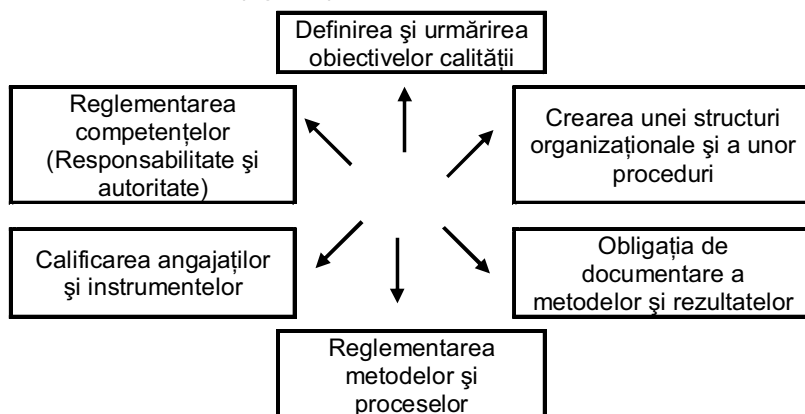 Definirea şi urmărirea
obiectivelor calităţii
Reglementarea
competenţelor
(Responsabilitate şi
autoritate)
Crearea unei structuri
organizaţionale şi a unor
proceduri
Calificarea angajaţilor
şi instrumentelor
Obligaţia de
documentare a
metodelor şi rezultatelor
Reglementarea
metodelor şi
proceselor